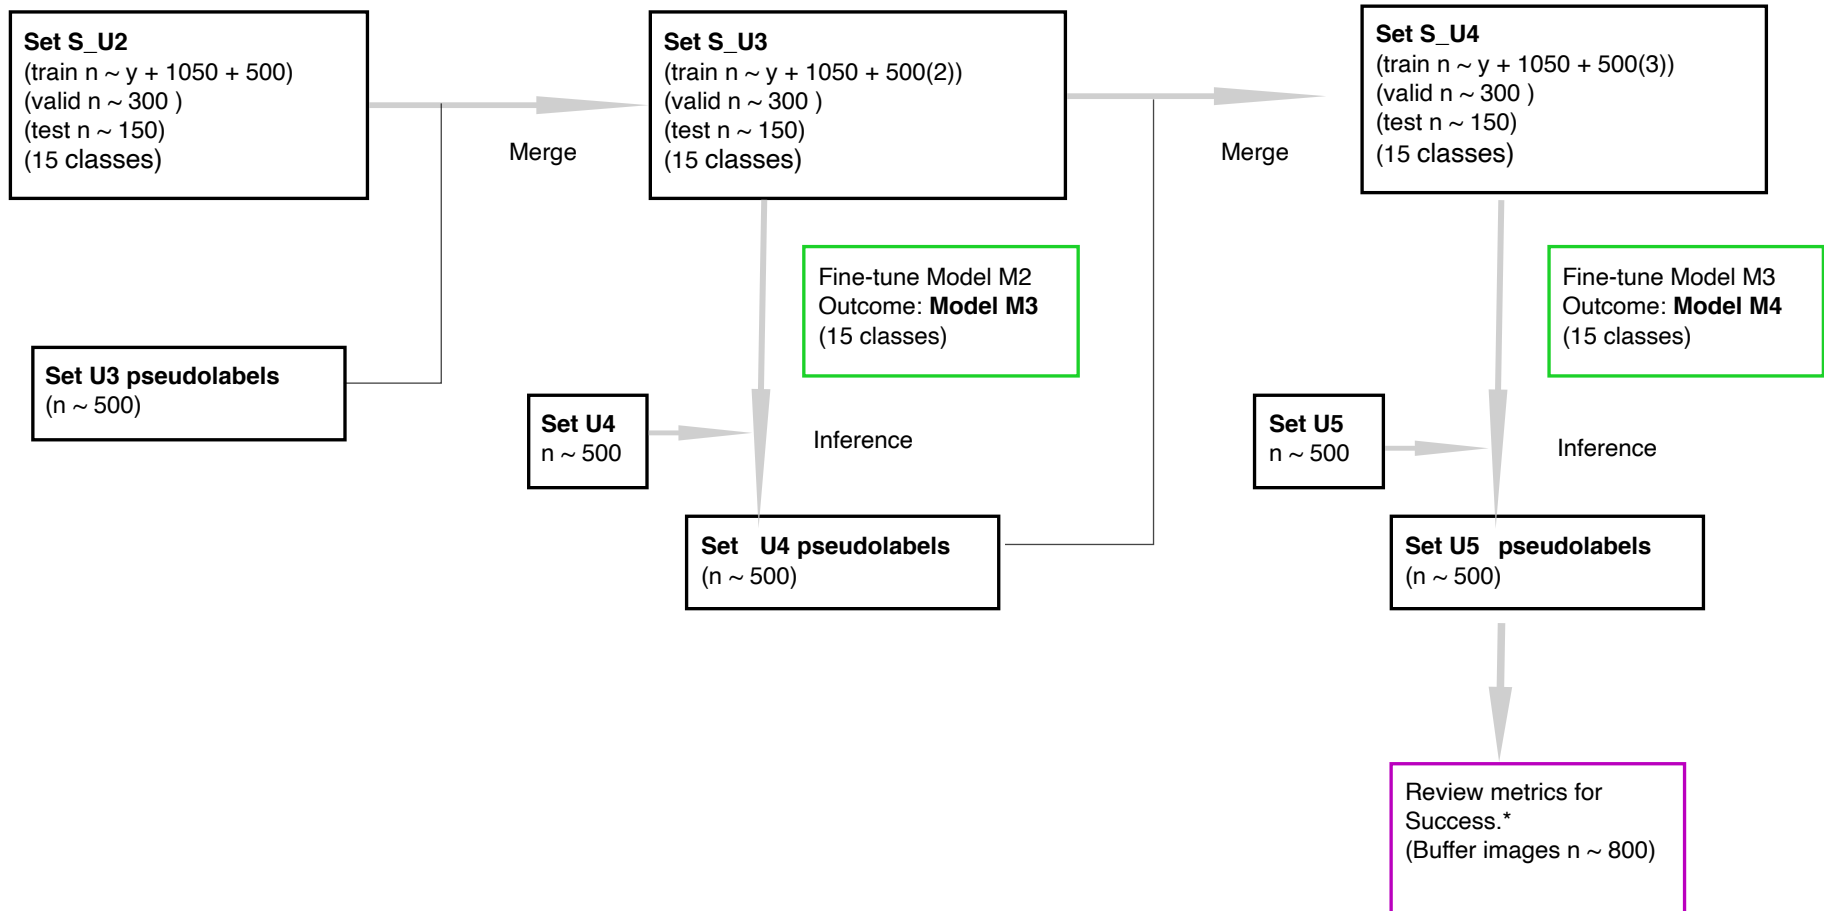 Set S_U2
(train n ~ y + 1050 + 500)
(valid n ~ 300 )
(test n ~ 150)
(15 classes)
Merge
Set S_U3
(train n ~ y + 1050 + 500(2))
(valid n ~ 300 )
(test n ~ 150)
(15 classes)
Merge
Set S_U4
(train n ~ y + 1050 + 500(3))
(valid n ~ 300 )
(test n ~ 150)
(15 classes)
Set U3 pseudolabels
(n ~ 500)
Fine-tune Model M2
Outcome: Model M3
(15 classes)
Set U4
n ~ 500
Inference
Set U4 pseudolabels
(n ~ 500)
Fine-tune Model M3
Outcome: Model M4
(15 classes)
Set U5
n ~ 500
Inference
Set U5 pseudolabels
(n ~ 500)
Review metrics for
Success.*
(Buffer images n ~ 800)